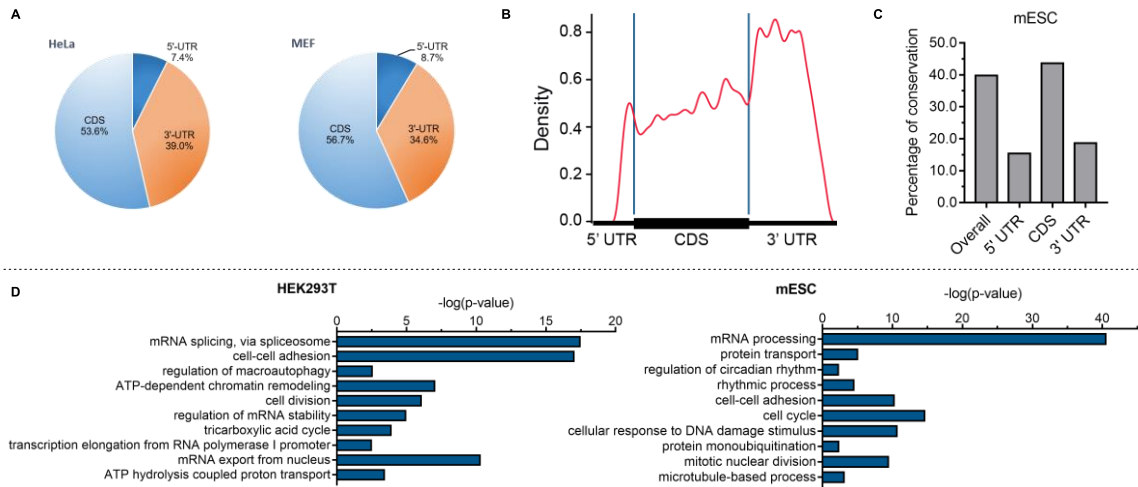 A
HeLa
5'-UTR
7.4%
CDS
53.6%
3'-UTR
39.0%
MEF
5'-UTR
8.7%
CDS
56.7%
3'-UTR
34.6%
B
Density
0.8
0.6
0.4
0.2
0.0
5' UTR
CDS
3' UTR
C
mESC
Percentage of conservation
50.0
40.0
30.0
20.0
10.0
0.0
Overall
5' UTR
CDS
3' UTR
D
HEK293T
-log(p-value)
0 5 10 15 20
mRNA splicing, via spliceosome
cell-cell adhesion
regulation of macroautophagy
ATP-dependent chromatin remodeling
cell division
regulation of mRNA stability
tricarboxylic acid cycle
transcription elongation from RNA polymerase I promoter
mRNA export from nucleus
ATP hydrolysis coupled proton transport
mESC
-log(p-value)
0 10 20 30 40
mRNA processing
protein transport
regulation of circadian rhythm
rhythmic process
cell-cell adhesion
cell cycle
cellular response to DNA damage stimulus
protein monoubiquitination
mitotic nuclear division
microtubule-based process